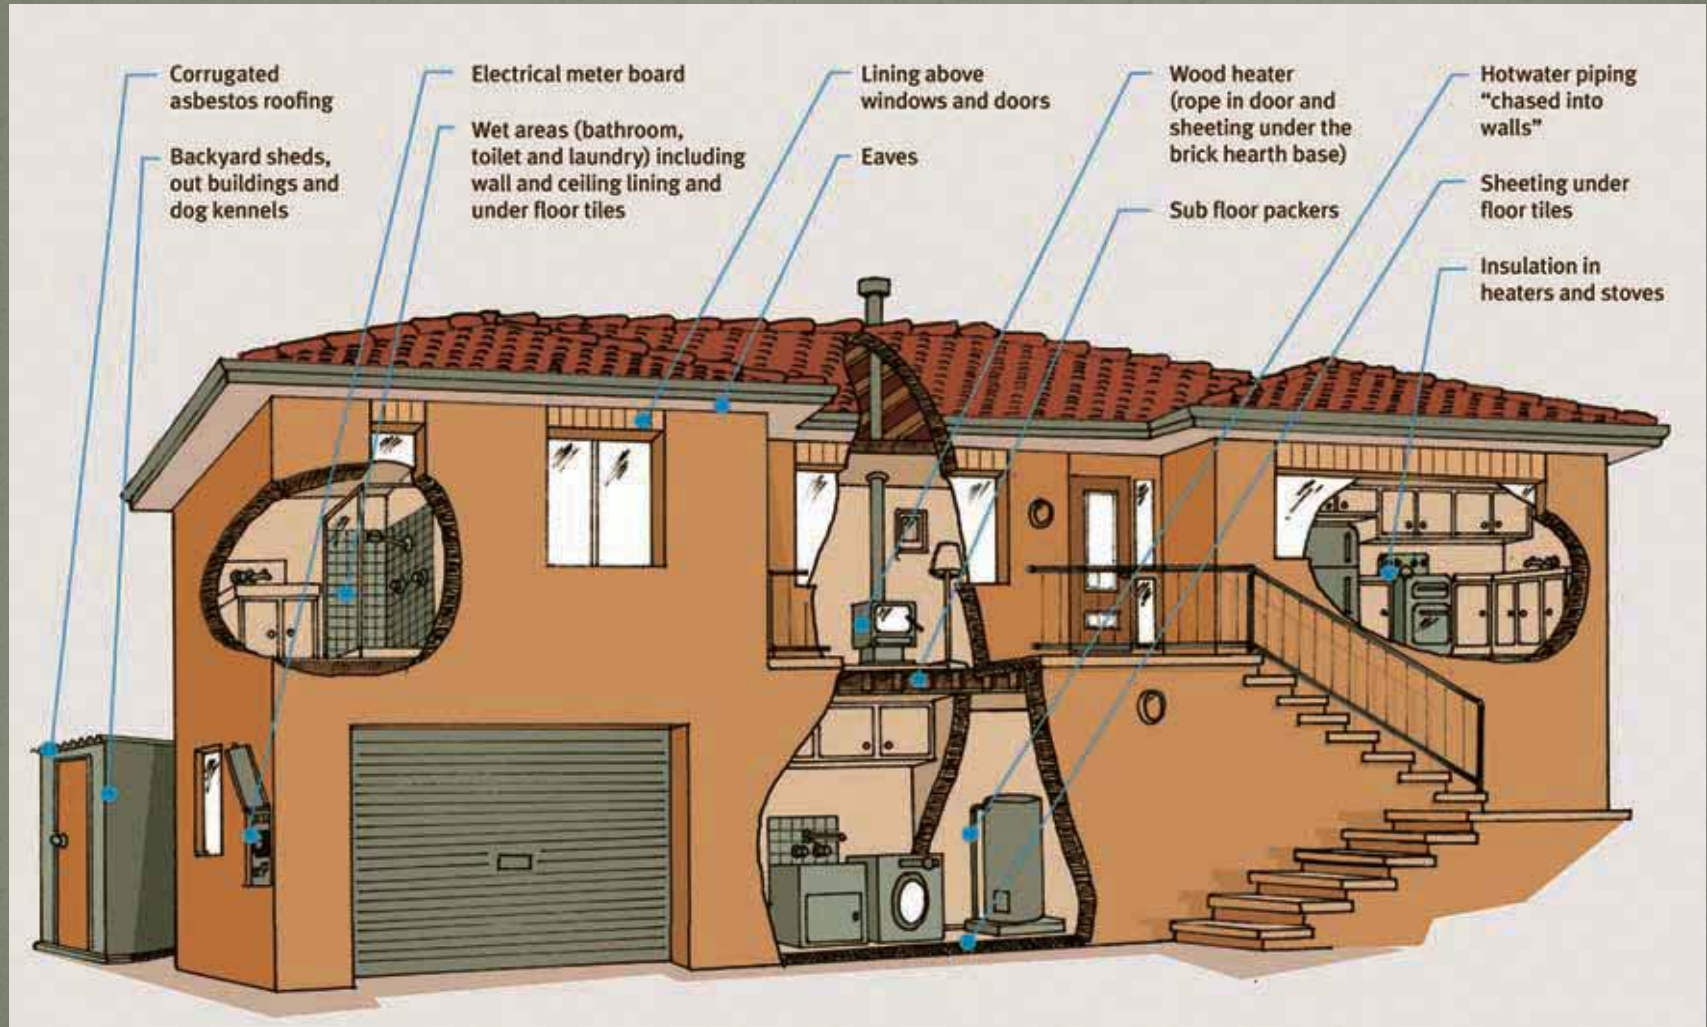 Corrugated
asbestos roofing
Backyard sheds,
out buildings and
dog kennels
Electrical meter board
Wet areas (bathroom,
toilet and laundry) including
wall and ceiling lining and
under floor tiles
Lining above
windows and doors
Eaves
Wood heater
(rope in door and
sheeting under the
brick hearth base)
Sub floor packers
Hotwater piping
“chased into
walls”
Sheeting under
floor tiles
Insulation in
heaters and stoves